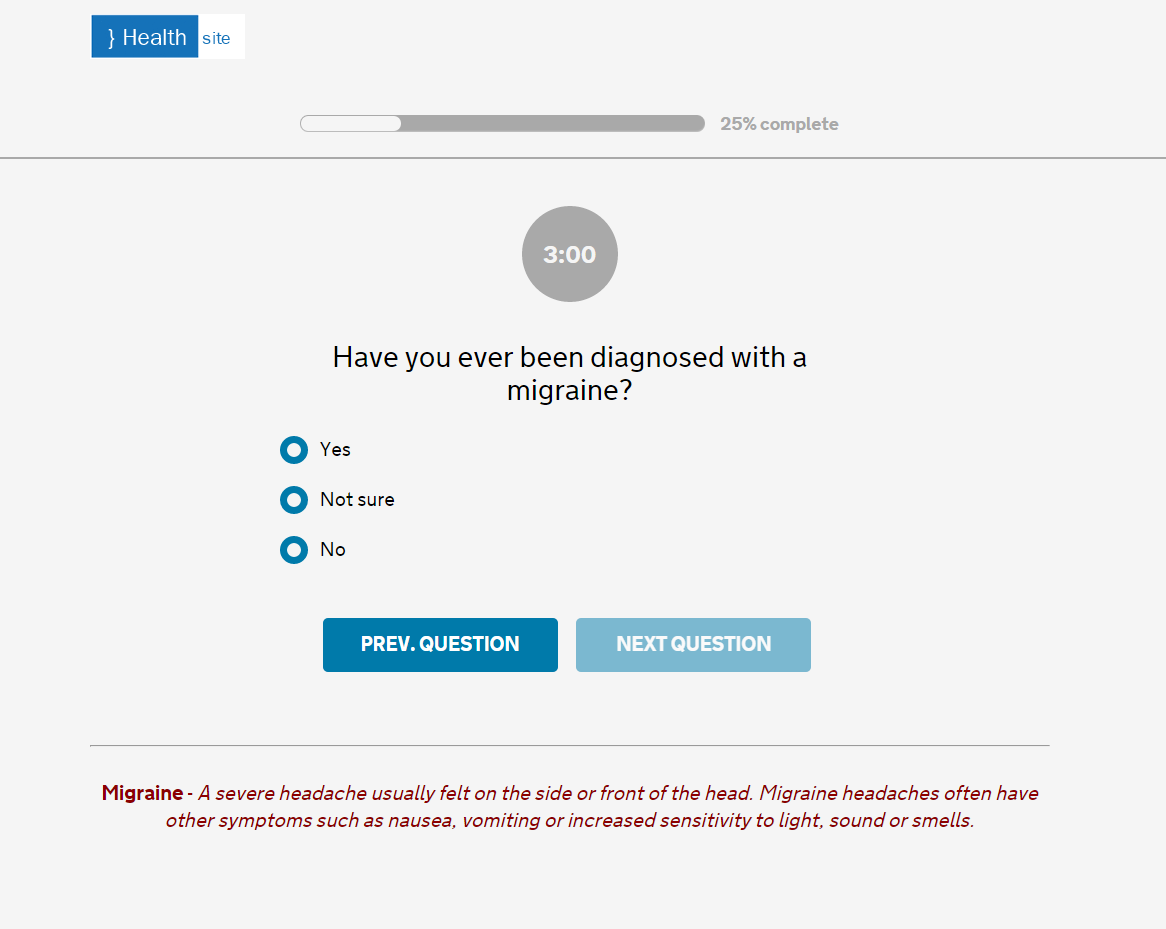 } Health site
25% complete
3:00
Have you ever been diagnosed with a
migraine?
Yes
Not sure
No
PREV. QUESTION NEXT QUESTION
Migraine - A severe headache usually felt on the side or front of the head. Migraine headaches often have
other symptoms such as nausea, vomiting or increased sensitivity to light, sound or smells.